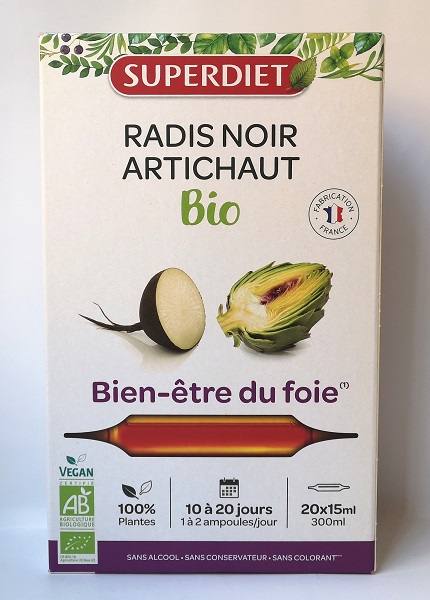 SUPERDIET
RADIS NOIR
ARTICHAUT
Bio
FABRICATION
FRANCE
Bien-être du foie(1)
VEGAN
CERTIFIÉ
AB
AGRICULTURE
BIOLOGIQUE
100%
Plantes
10 à 20 jours
1 à 2 ampoules/jour
20x15ml
300ml
SANS ALCOOL • SANS CONSERVATEUR • SANS COLORANT